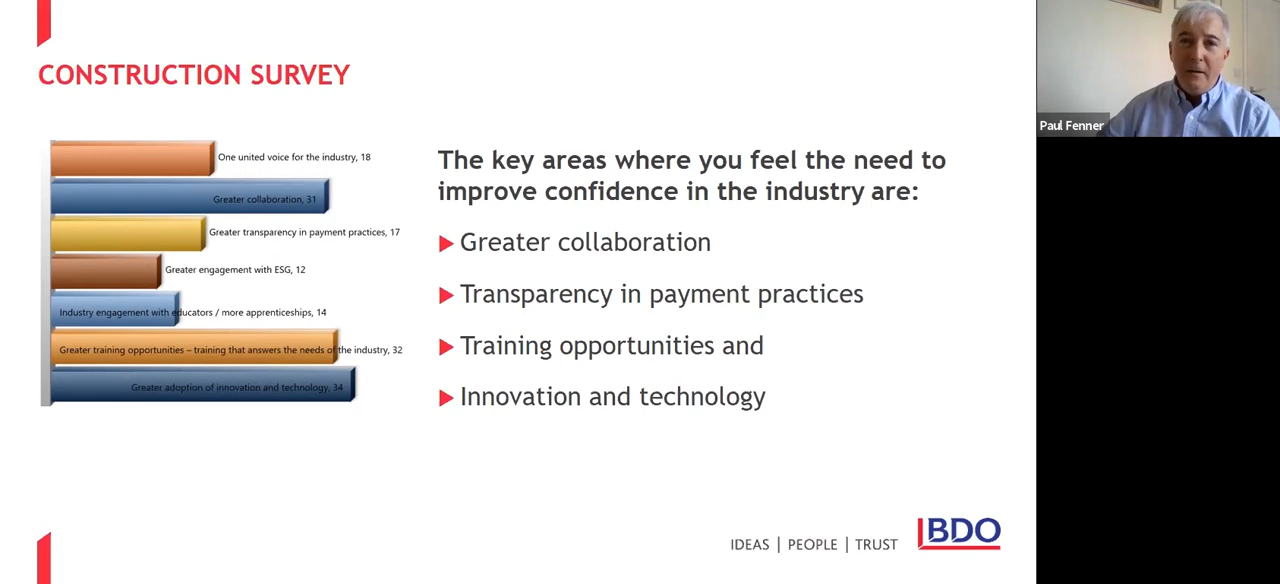 CONSTRUCTION SURVEY
One united voice for the industry, 18
Greater collaboration, 31
Greater transparency in payment practices, 17
Greater engagement with ESG, 12
Industry engagement with educators / more apprenticeships, 14
Greater training opportunities – training that answers the needs of the industry, 32
Greater adoption of innovation and technology, 34
The key areas where you feel the need to
improve confidence in the industry are:
Greater collaboration
Transparency in payment practices
Training opportunities and
Innovation and technology
IDEAS | PEOPLE | TRUST
BDO
Paul Fenner